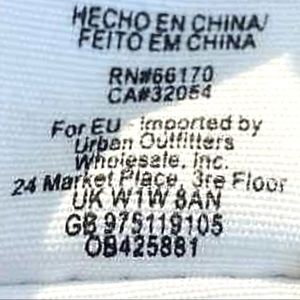 HECHO EN CHINA/
FEITO EM CHINA
RN#66170
CA#32054
For EU - Imported by
Urban Outfitters
Wholesale, Inc.
24 Market Place, 3re Floor
UK W1W 8AN
GB 975119105
OB425881